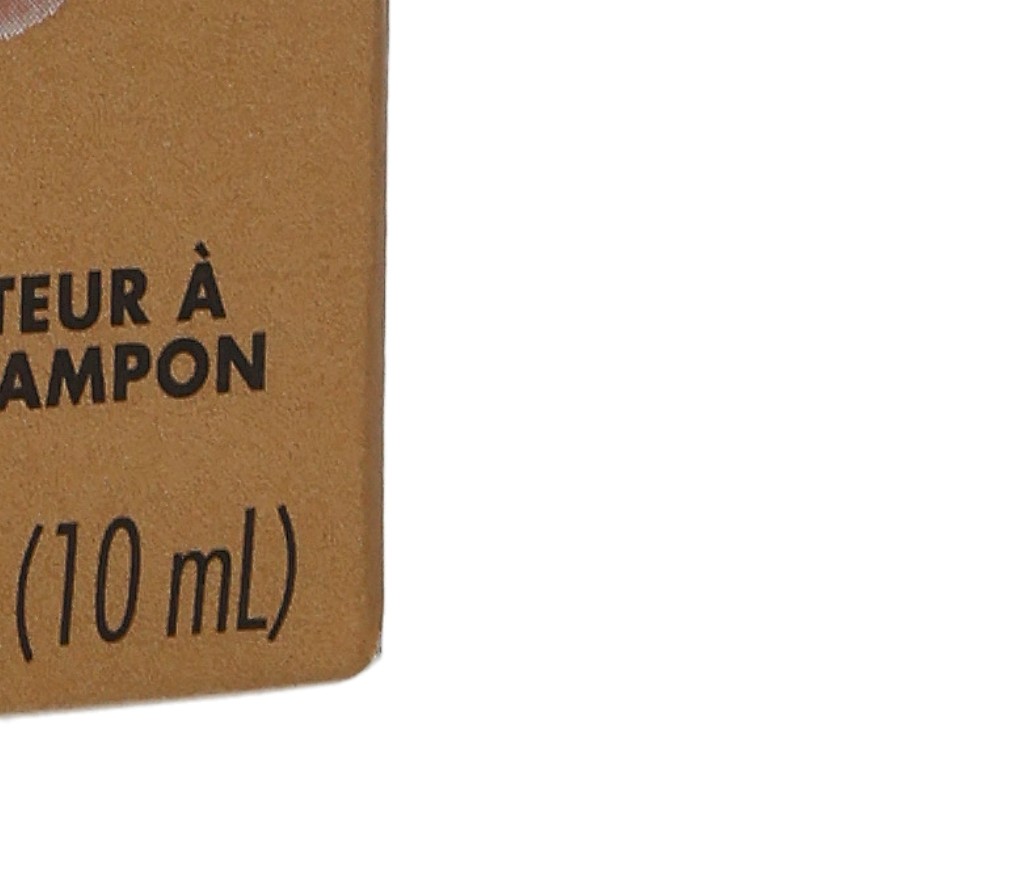 TEUR À
AMPON
(10 mL)